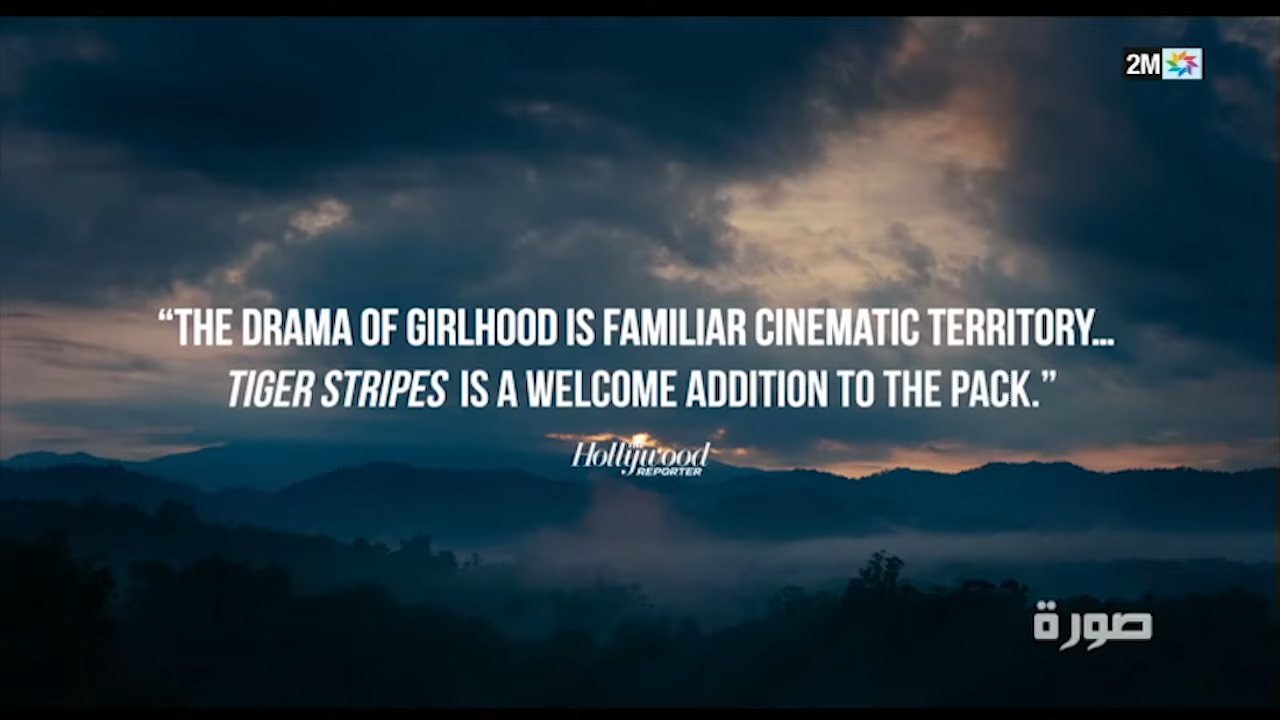 2M
“THE DRAMA OF GIRLHOOD IS FAMILIAR CINEMATIC TERRITORY...
TIGER STRIPES IS A WELCOME ADDITION TO THE PACK.”
The Hollywood
REPORTER
صورة